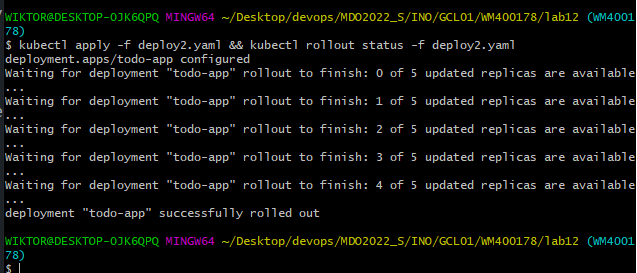 WIKTOR@DESKTOP-OJK6QPQ MINGW64 ~/Desktop/devops/MDO2022_S/INO/GCL01/WM400178/lab12 (WM4001
78)
$ kubectl apply -f deploy2.yaml && kubectl rollout status -f deploy2.yaml
deployment.apps/todo-app configured
Waiting for deployment "todo-app" rollout to finish: 0 of 5 updated replicas are available
...
Waiting for deployment "todo-app" rollout to finish: 1 of 5 updated replicas are available
...
Waiting for deployment "todo-app" rollout to finish: 2 of 5 updated replicas are available
...
Waiting for deployment "todo-app" rollout to finish: 3 of 5 updated replicas are available
...
Waiting for deployment "todo-app" rollout to finish: 4 of 5 updated replicas are available
...
deployment "todo-app" successfully rolled out
WIKTOR@DESKTOP-OJK6QPQ MINGW64 ~/Desktop/devops/MDO2022_S/INO/GCL01/WM400178/lab12 (WM4001
78)
$